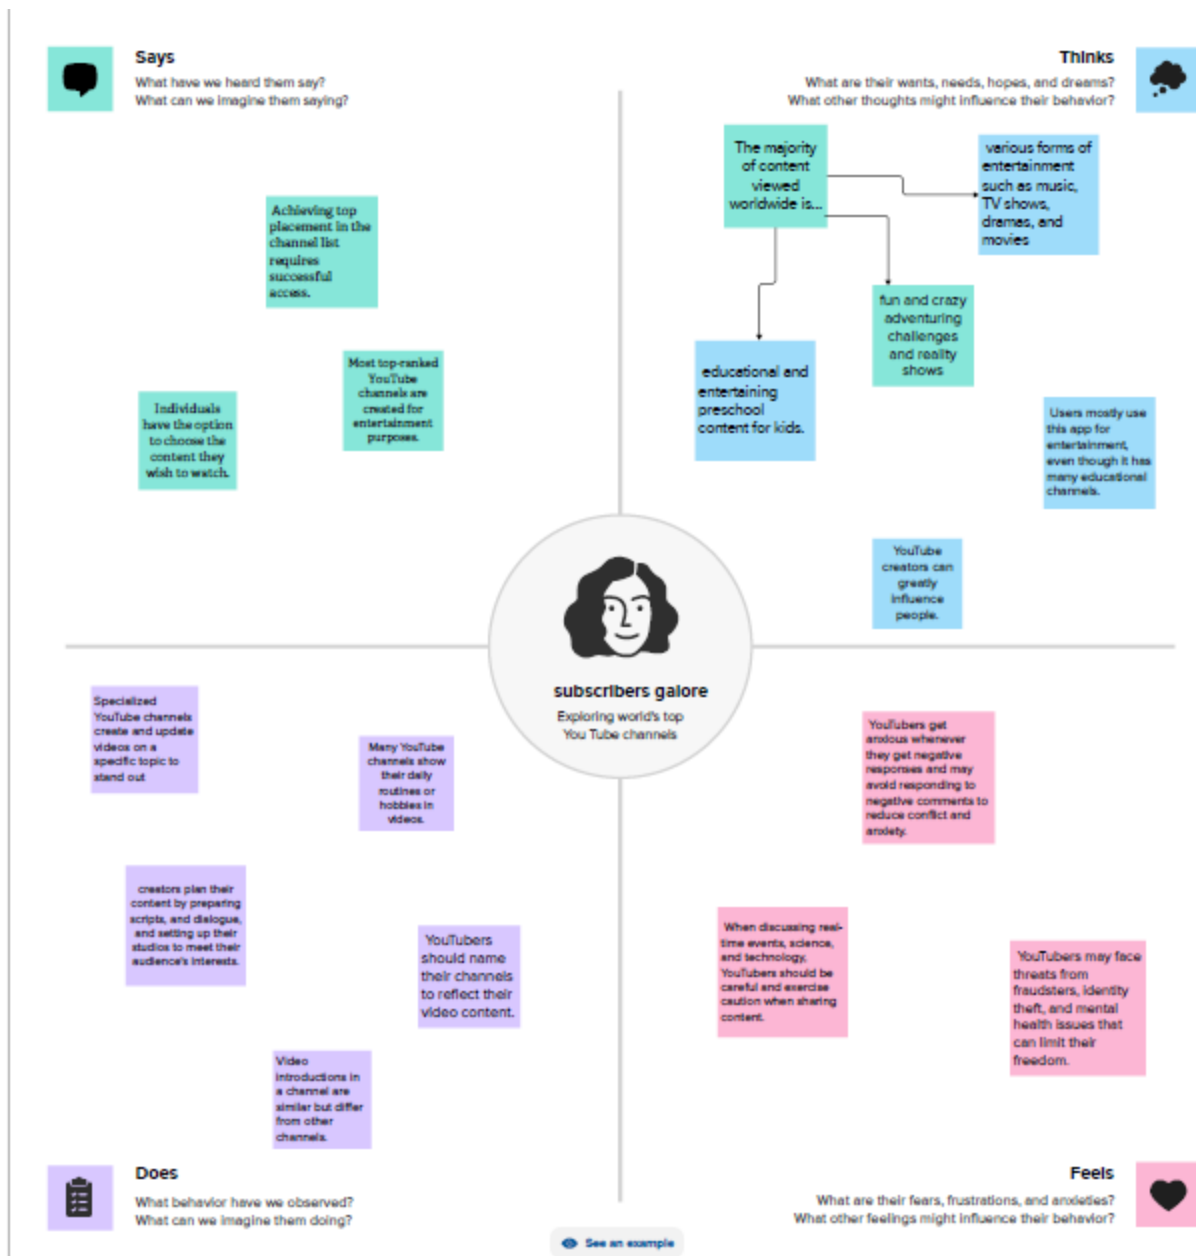 Says
What have we heard them say?
What can we imagine them saying?
Thinks
What are their wants, needs, hopes, and dreams?
What other thoughts might influence their behavior?
Achieving top
placement in the
channel list
requires
successful
access.
Most top-ranked
YouTube
channels are
created for
entertainment
purposes.
Individuals
have the option
to choose the
content they
wish to watch.
The majority
of content
viewed
worldwide is...
various forms of
entertainment
such as music,
TV shows,
dramas, and
movies
fun and crazy
adventuring
challenges
and reality
shows
educational and
entertaining
preschool
content for kids.
Users mostly use
this app for
entertainment,
even though it has
many educational
channels.
YouTube
creators can
greatly
influence
people.
subscribers galore
Exploring world's top
You Tube channels
Specialized
YouTube channels
create and update
videos on a
specific topic to
stand out
Many YouTube
channels show
their daily
routines or
hobbies in
videos.
creators plan their
content by preparing
scripts, and dialogue,
and setting up their
studios to meet their
audience's interests.
YouTubers
should name
their channels
to reflect their
video content.
Video
introductions in
a channel are
similar but differ
from other
channels.
YouTubers get
anxious whenever
they get negative
responses and may
avoid responding to
negative comments to
reduce conflict and
anxiety.
When discussing real-
time events, science,
and technology,
YouTubers should be
careful and exercise
caution when sharing
content.
YouTubers may face
threats from
fraudsters, identity
theft, and mental
health issues that
can limit their
freedom.
Does
What behavior have we observed?
What can we imagine them doing?
Feels
What are their fears, frustrations, and anxieties?
What other feelings might influence their behavior?
See an example